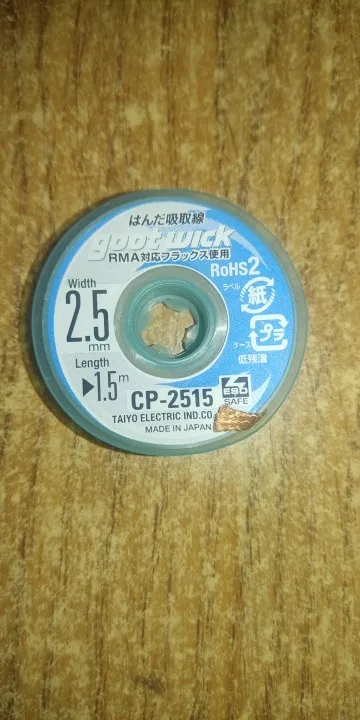 はんだ吸取線
goot wick
RMA対応フラックス使用
RoHS2
Width
2.5
mm
Length
▶1.5m
ラベル
紙
ケース
プラ
低残渣
CP-2515
ESD
SAFE
TAIYO ELECTRIC IND.CO
MADE IN JAPAN